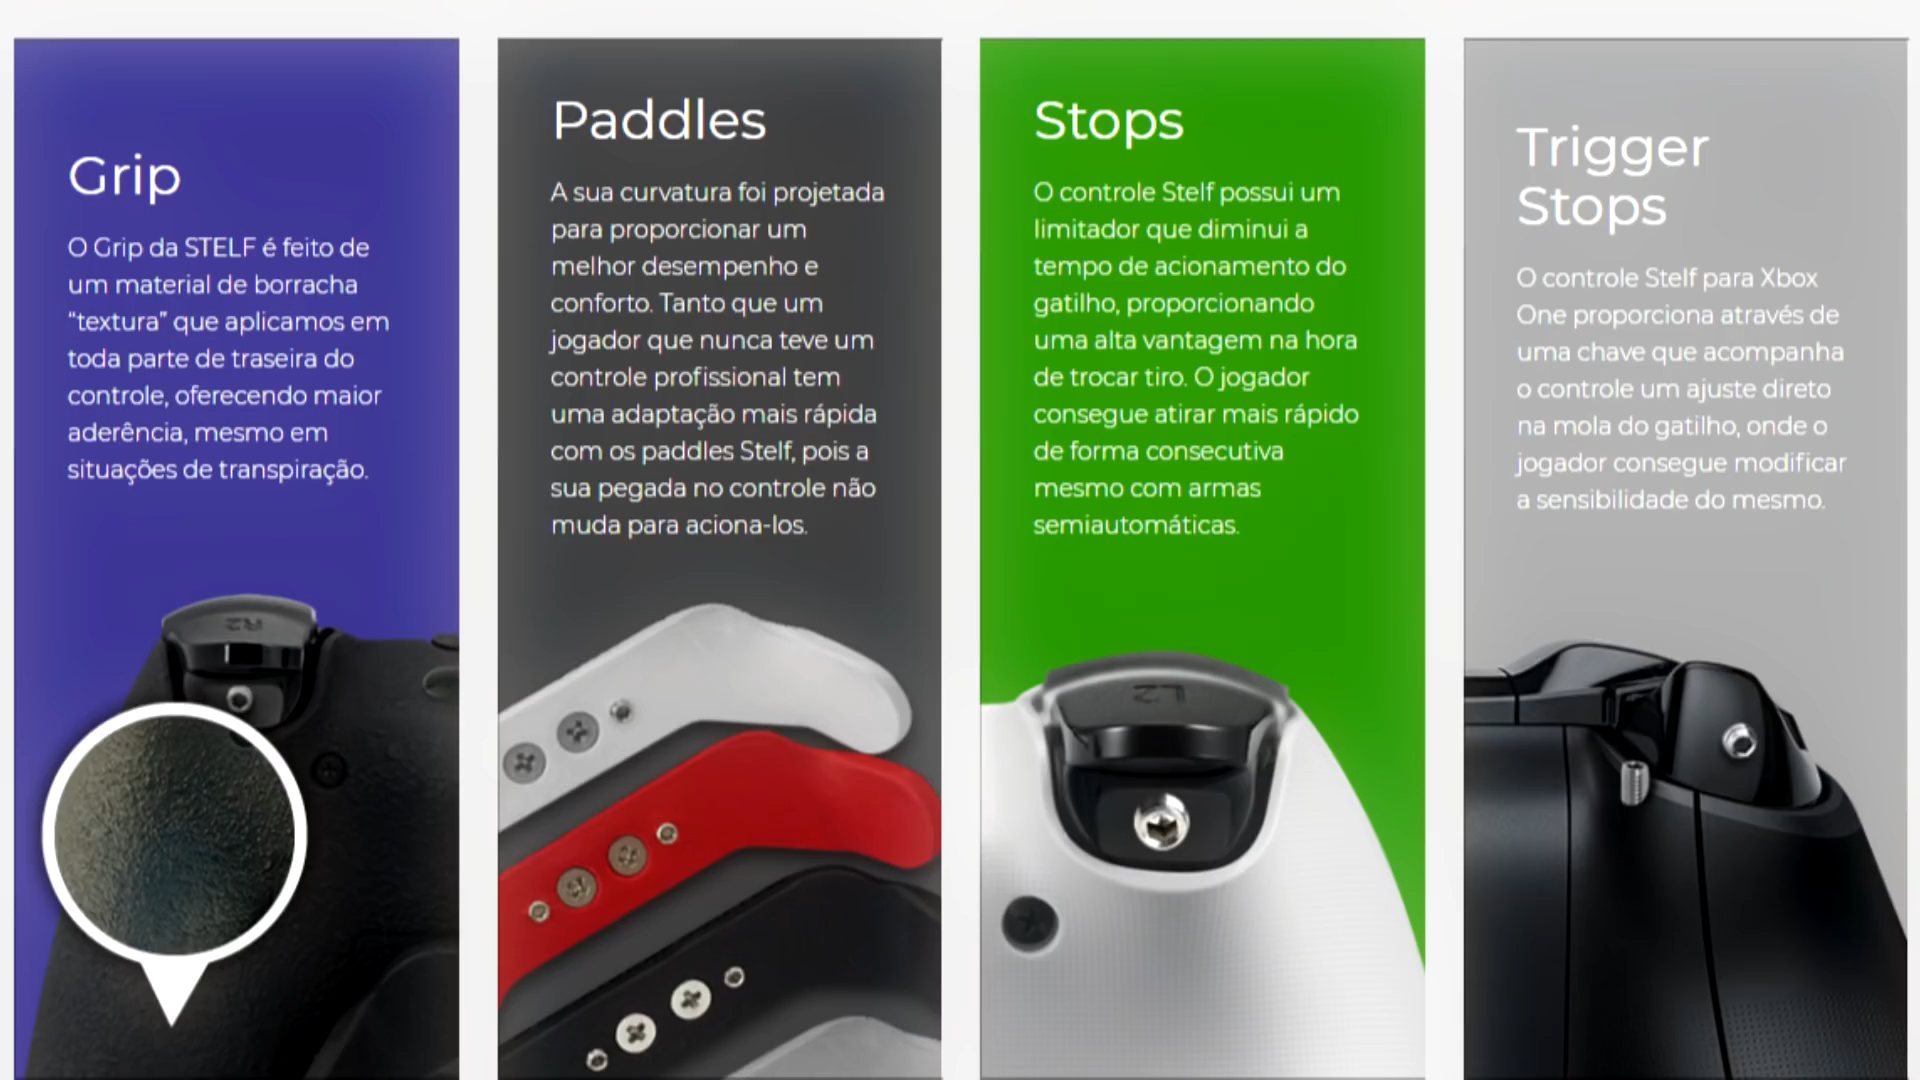 Grip
O Grip da STELF é feito de
um material de borracha
“textura” que aplicamos em
toda parte de traseira do
controle, oferecendo maior
aderência, mesmo em
situações de transpiração.
R2
Paddles
A sua curvatura foi projetada
para proporcionar um
melhor desempenho e
conforto. Tanto que um
jogador que nunca teve um
controle profissional tem
uma adaptação mais rápida
com os paddles Stelf, pois a
sua pegada no controle não
muda para aciona-los.
Stops
O controle Stelf possui um
limitador que diminui a
tempo de acionamento do
gatilho, proporcionando
uma alta vantagem na hora
de trocar tiro. O jogador
consegue atirar mais rápido
de forma consecutiva
mesmo com armas
semiautomáticas.
L2
Trigger
Stops
O controle Stelf para Xbox
One proporciona através de
uma chave que acompanha
o controle um ajuste direto
na mola do gatilho, onde o
jogador consegue modificar
a sensibilidade do mesmo.